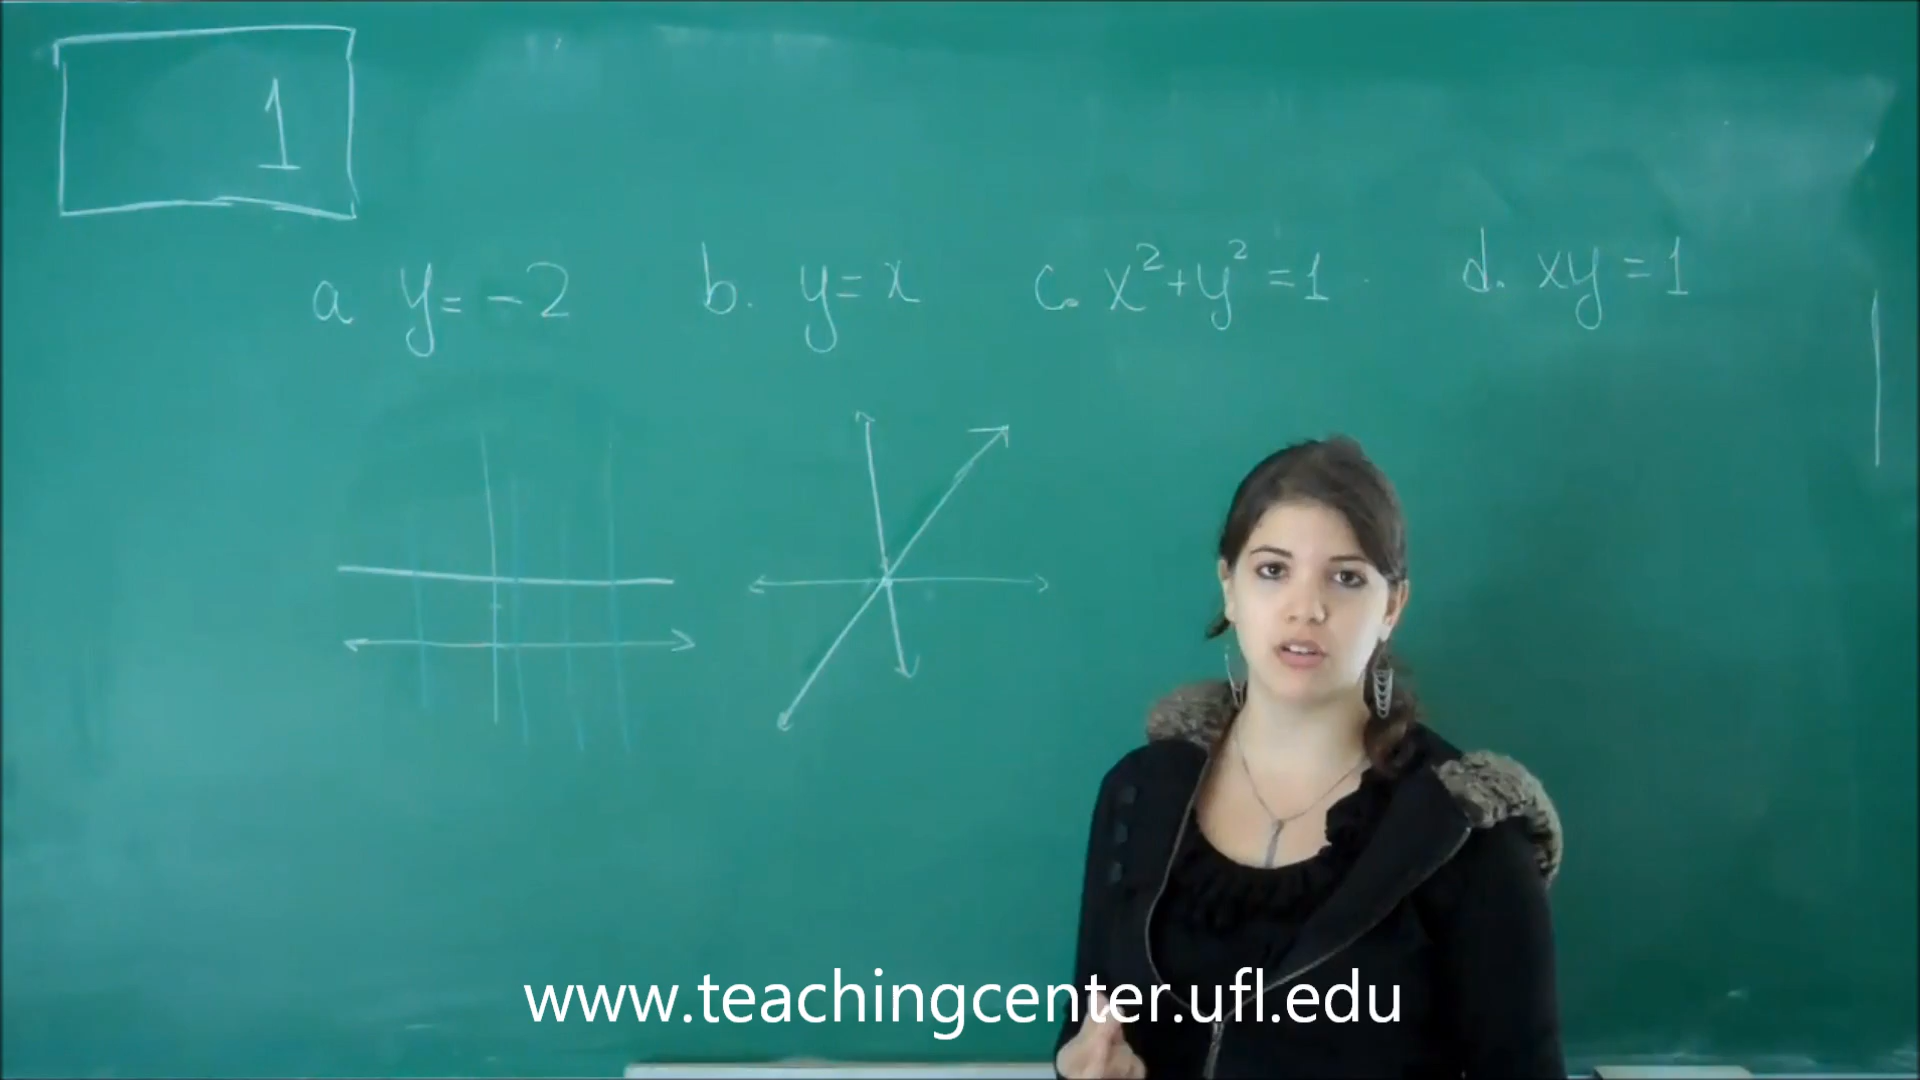 1
a y = -2 b. y = x c. x² + y² = 1 d. xy = 1
www.teachingcenter.ufl.edu